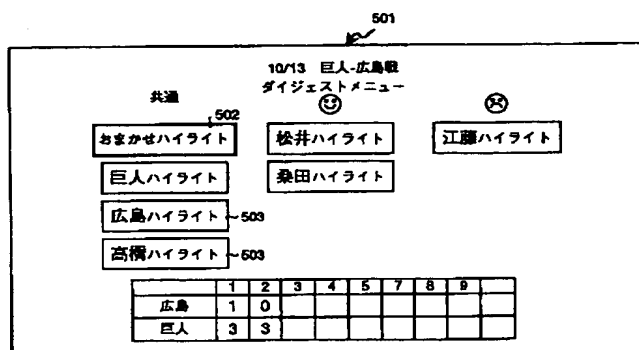 501
10/13 巨人-広島戦
ダイジェストメニュー
共通
502
おまかせハイライト
松井ハイライト
江藤ハイライト
巨人ハイライト
桑田ハイライト
広島ハイライト
503
高橋ハイライト
503
1 2 3 4 5 7 8 9
広島 1 0
巨人 3 3